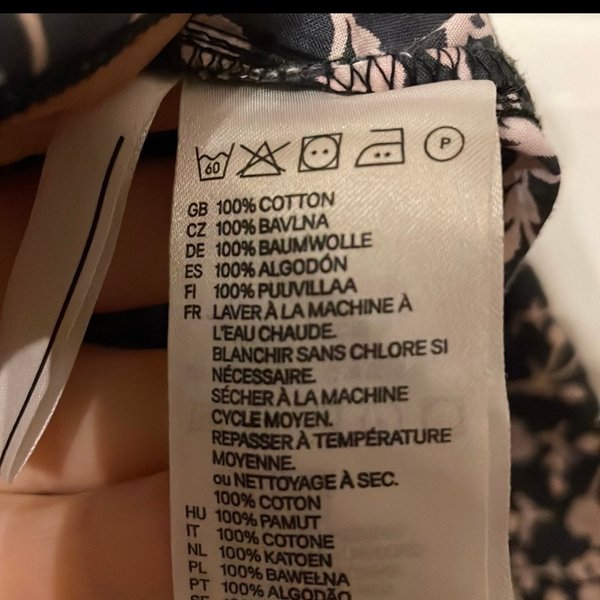 60 P
GB 100% COTTON
CZ 100% BAVLNA
DE 100% BAUMWOLLE
ES 100% ALGODÓN
FI 100% PUUVILLAA
FR LAVER À LA MACHINE À
L'EAU CHAUDE.
BLANCHIR SANS CHLORE SI
NÉCESSAIRE.
SÉCHER À LA MACHINE
CYCLE MOYEN.
REPASSER À TEMPÉRATURE
MOYENNE.
ou NETTOYAGE À SEC.
100% COTON
HU 100% PAMUT
IT 100% COTONE
NL 100% KATOEN
PL 100% BAWEŁNA
PT 100% ALGODÃO